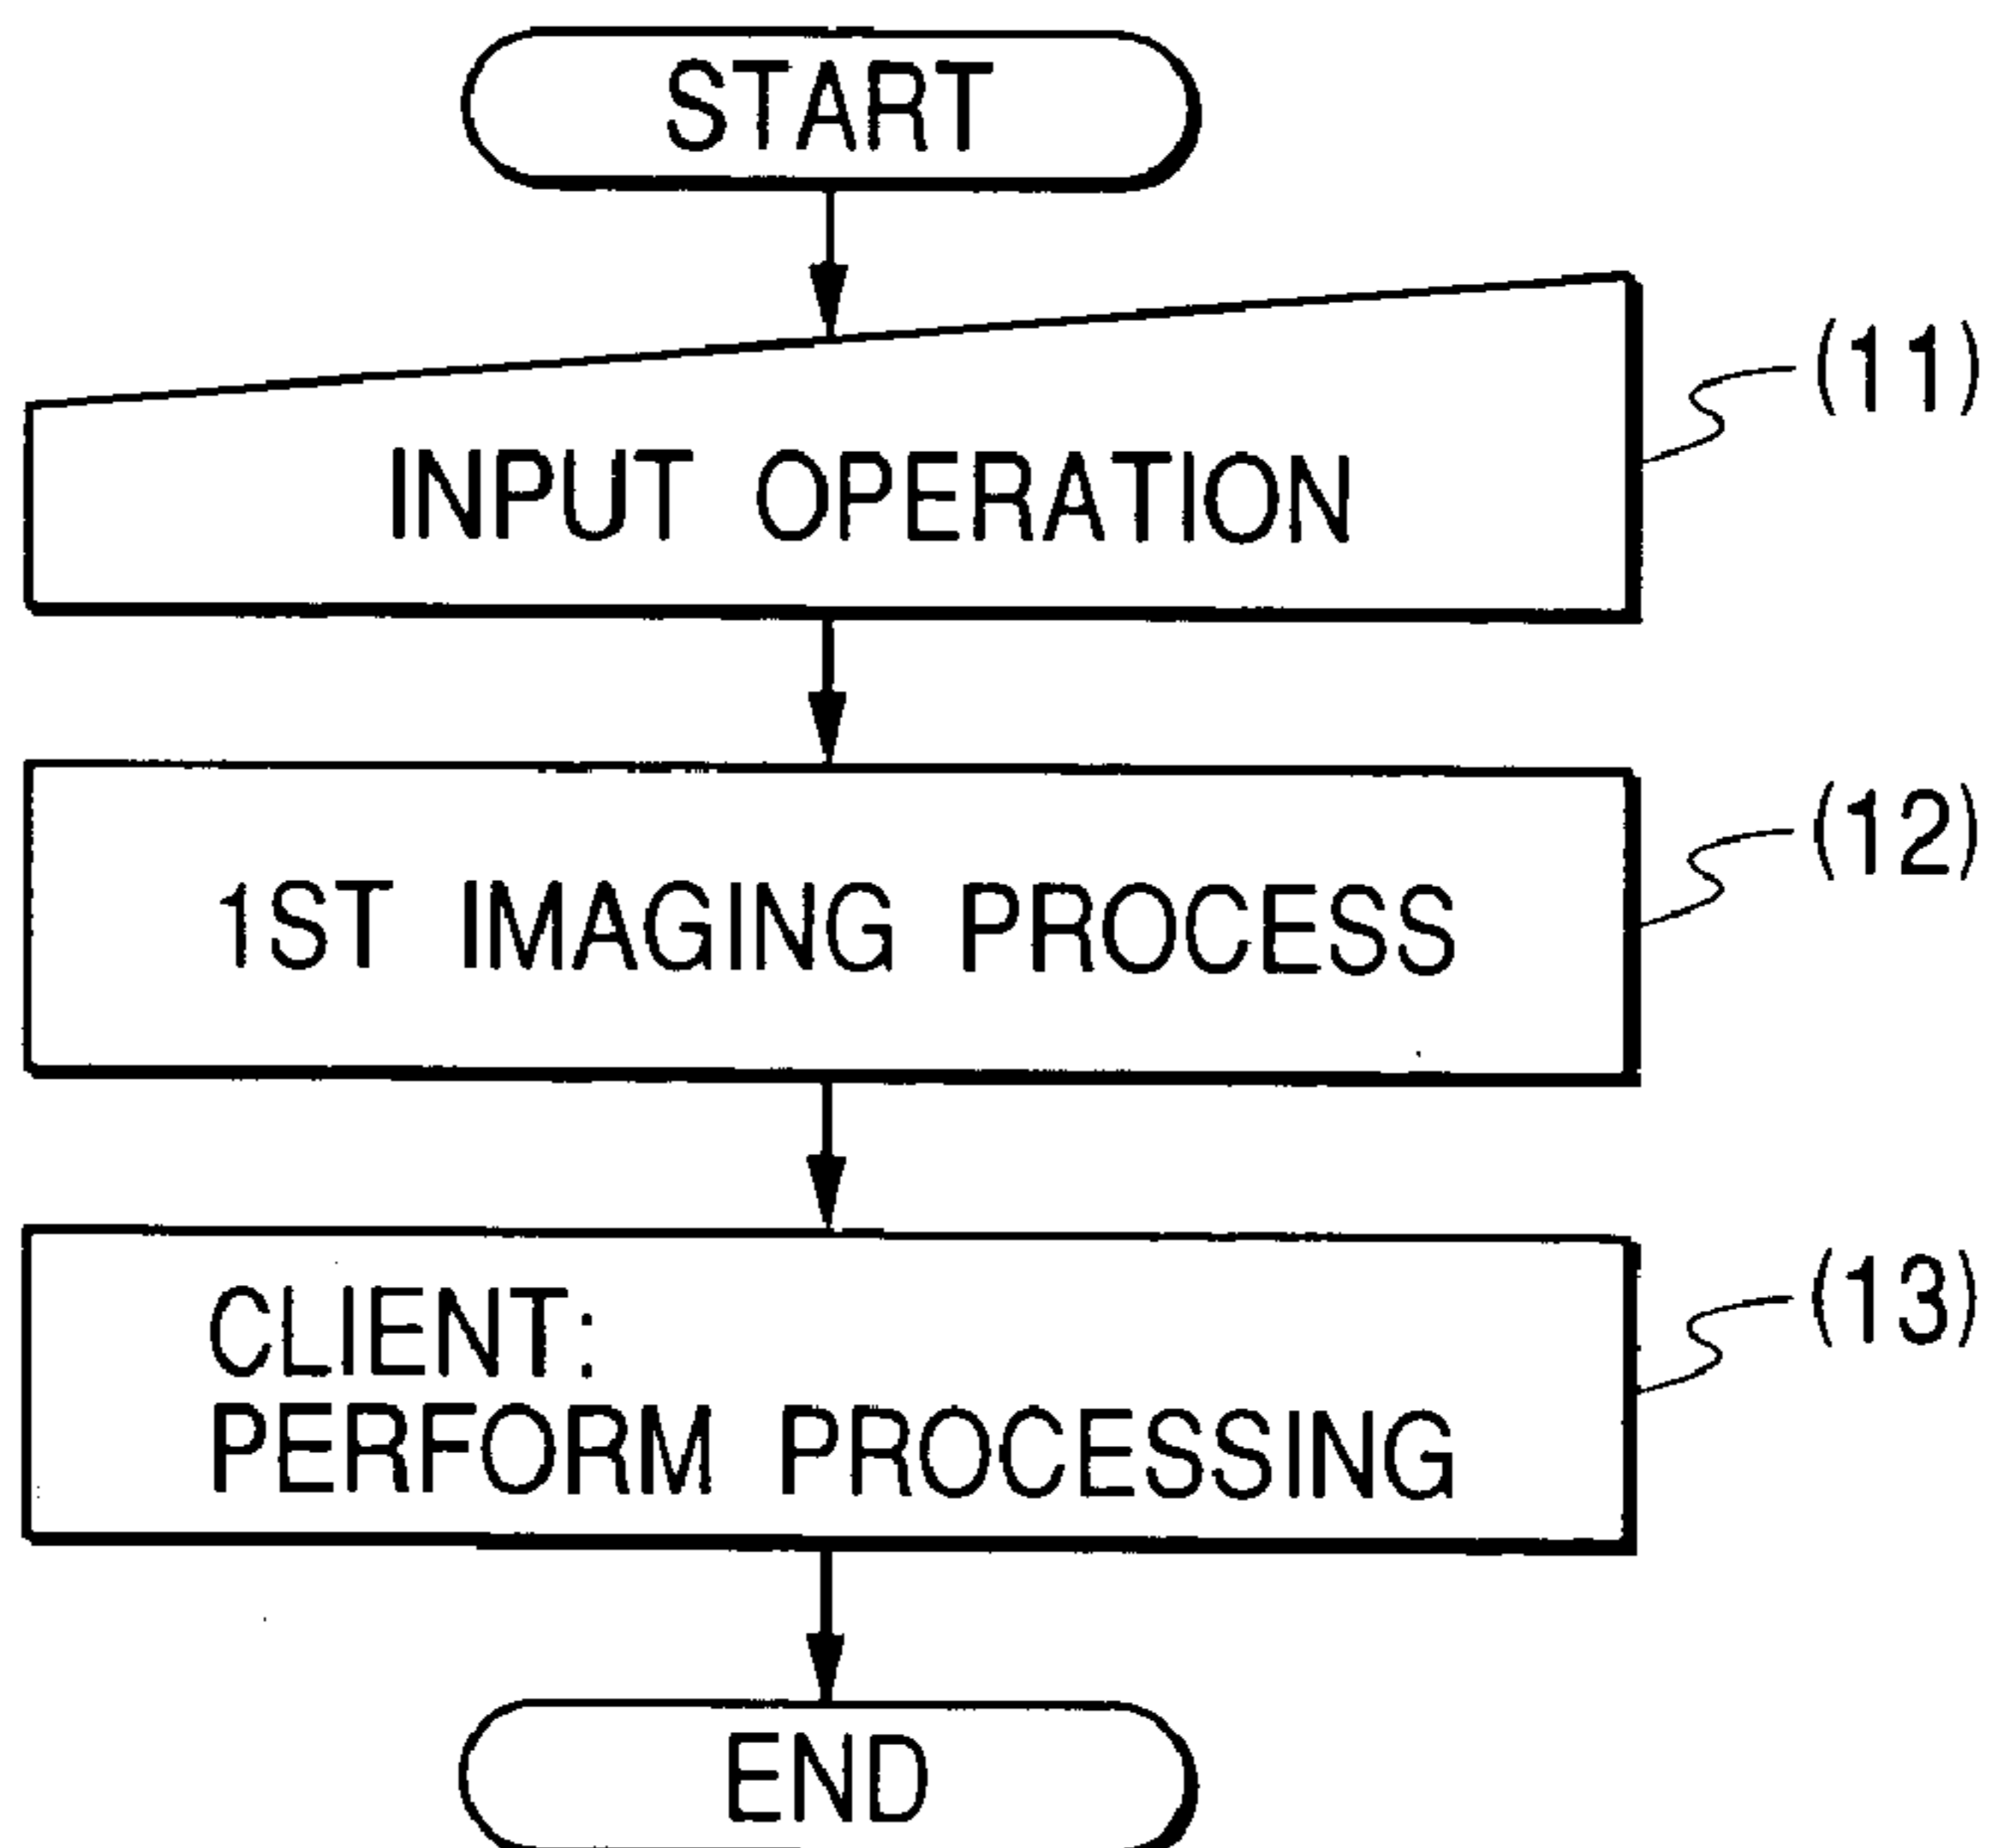 START
INPUT OPERATION
(11)
1ST IMAGING PROCESS
(12)
CLIENT:
PERFORM PROCESSING
(13)
END